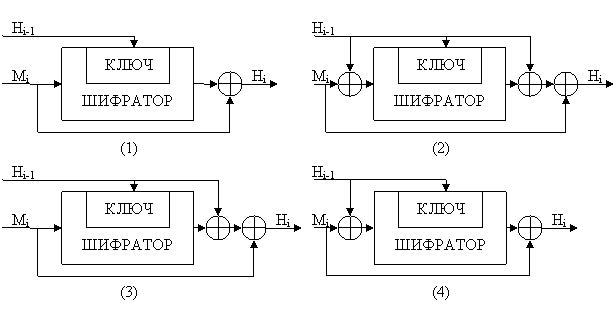 Hi-1 Hi-1
КЛЮЧ КЛЮЧ
Mi Hi Mi Hi
ШИФРАТОР ШИФРАТОР
(1) (2)
Hi-1 Hi-1
КЛЮЧ КЛЮЧ
Mi Hi Mi Hi
ШИФРАТОР ШИФРАТОР
(3) (4)